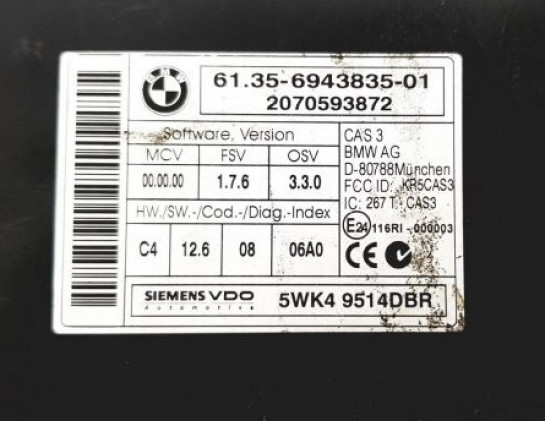 BMW
61.35-6943835-01
2070593872
Software, Version
MCV FSV OSV
00.00.00 1.7.6 3.3.0
HW./SW.-/Cod.-/Diag.-Index
C4 12.6 08 06A0
CAS 3
BMW AG
D-80788München
FCC ID: KR5CAS3
IC: 267 T- CAS3
E24 116RI -000003
CE
SIEMENS VDO
Automotive
5WK4 9514DBR